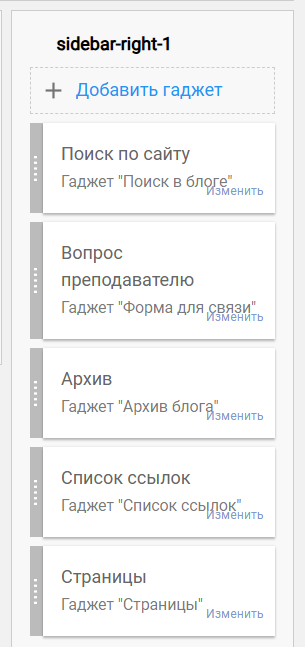 sidebar-right-1
+ Добавить гаджет
Поиск по сайту
Гаджет "Поиск в блоге"
Изменить
Вопрос
преподавателю
Гаджет "Форма для связи"
Изменить
Архив
Гаджет "Архив блога"
Изменить
Список ссылок
Гаджет "Список ссылок"
Изменить
Страницы
Гаджет "Страницы"
Изменить